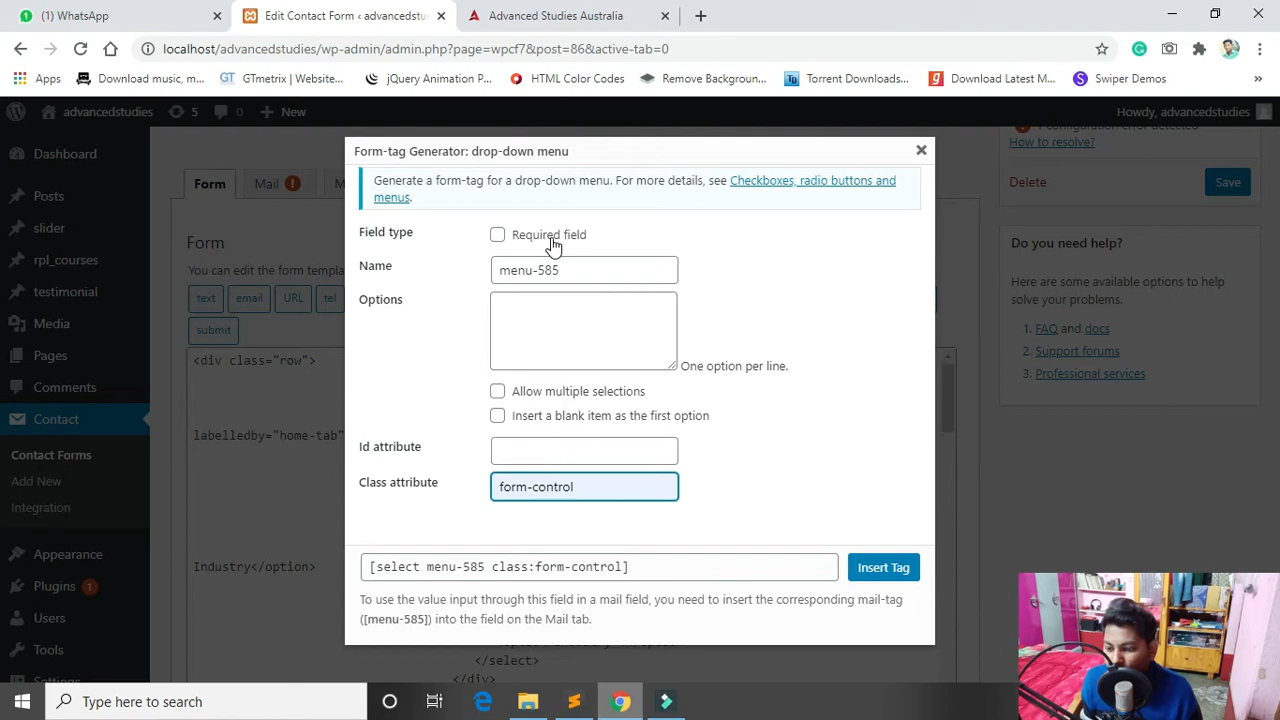 (1) WhatsApp
Edit Contact Form ‹ advancedstud
Advanced Studies Australia
localhost/advancedstudies/wp-admin/admin.php?page=wpcf7&post=86&active-tab=0
Apps
Download music, m...
GTmetrix | Website...
jQuery Animation P...
HTML Color Codes
Remove Backgroun...
Torrent Downloads...
Download Latest M...
Swiper Demos
advancedstudies
5
0
New
Howdy, advancedstudies
Dashboard
Posts
slider
rpl_courses
testimonial
Media
Pages
Comments
Contact
Contact Forms
Add New
Integration
Appearance
Plugins 1
Users
Tools
Settings
Form
Mail
M
Form
You can edit the form templa
text
email
URL
tel
submit
<div class="row">
labelledby="home-tab"
Industry</option>
</select>
</div>
Form-tag Generator: drop-down menu
Generate a form-tag for a drop-down menu. For more details, see Checkboxes, radio buttons and
menus.
Field type
Required field
Name
menu-585
Options
One option per line.
Allow multiple selections
Insert a blank item as the first option
Id attribute
Class attribute
form-control
[select menu-585 class:form-control]
Insert Tag
To use the value input through this field in a mail field, you need to insert the corresponding mail-tag
([menu-585]) into the field on the Mail tab.
1 configuration error detected
How to resolve?
Delete
Save
Do you need help?
Here are some available options to help
solve your problems.
1. FAQ and docs
2. Support forums
3. Professional services
Type here to search